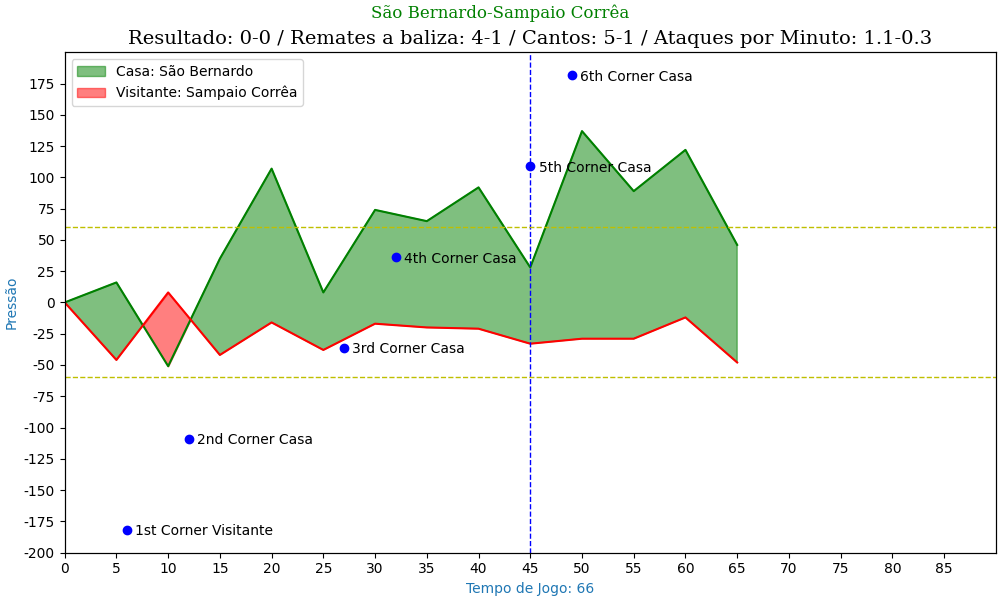 São Bernardo-Sampaio Corrêa
Resultado: 0-0 / Remates a baliza: 4-1 / Cantos: 5-1 / Ataques por Minuto: 1.1-0.3
Casa: São Bernardo
Visitante: Sampaio Corrêa
6th Corner Casa
5th Corner Casa
4th Corner Casa
3rd Corner Casa
2nd Corner Casa
1st Corner Visitante
Pressão
175
150
125
100
75
50
25
0
-25
-50
-75
-100
-125
-150
-175
-200
0 5 10 15 20 25 30 35 40 45 50 55 60 65 70 75 80 85
Tempo de Jogo: 66